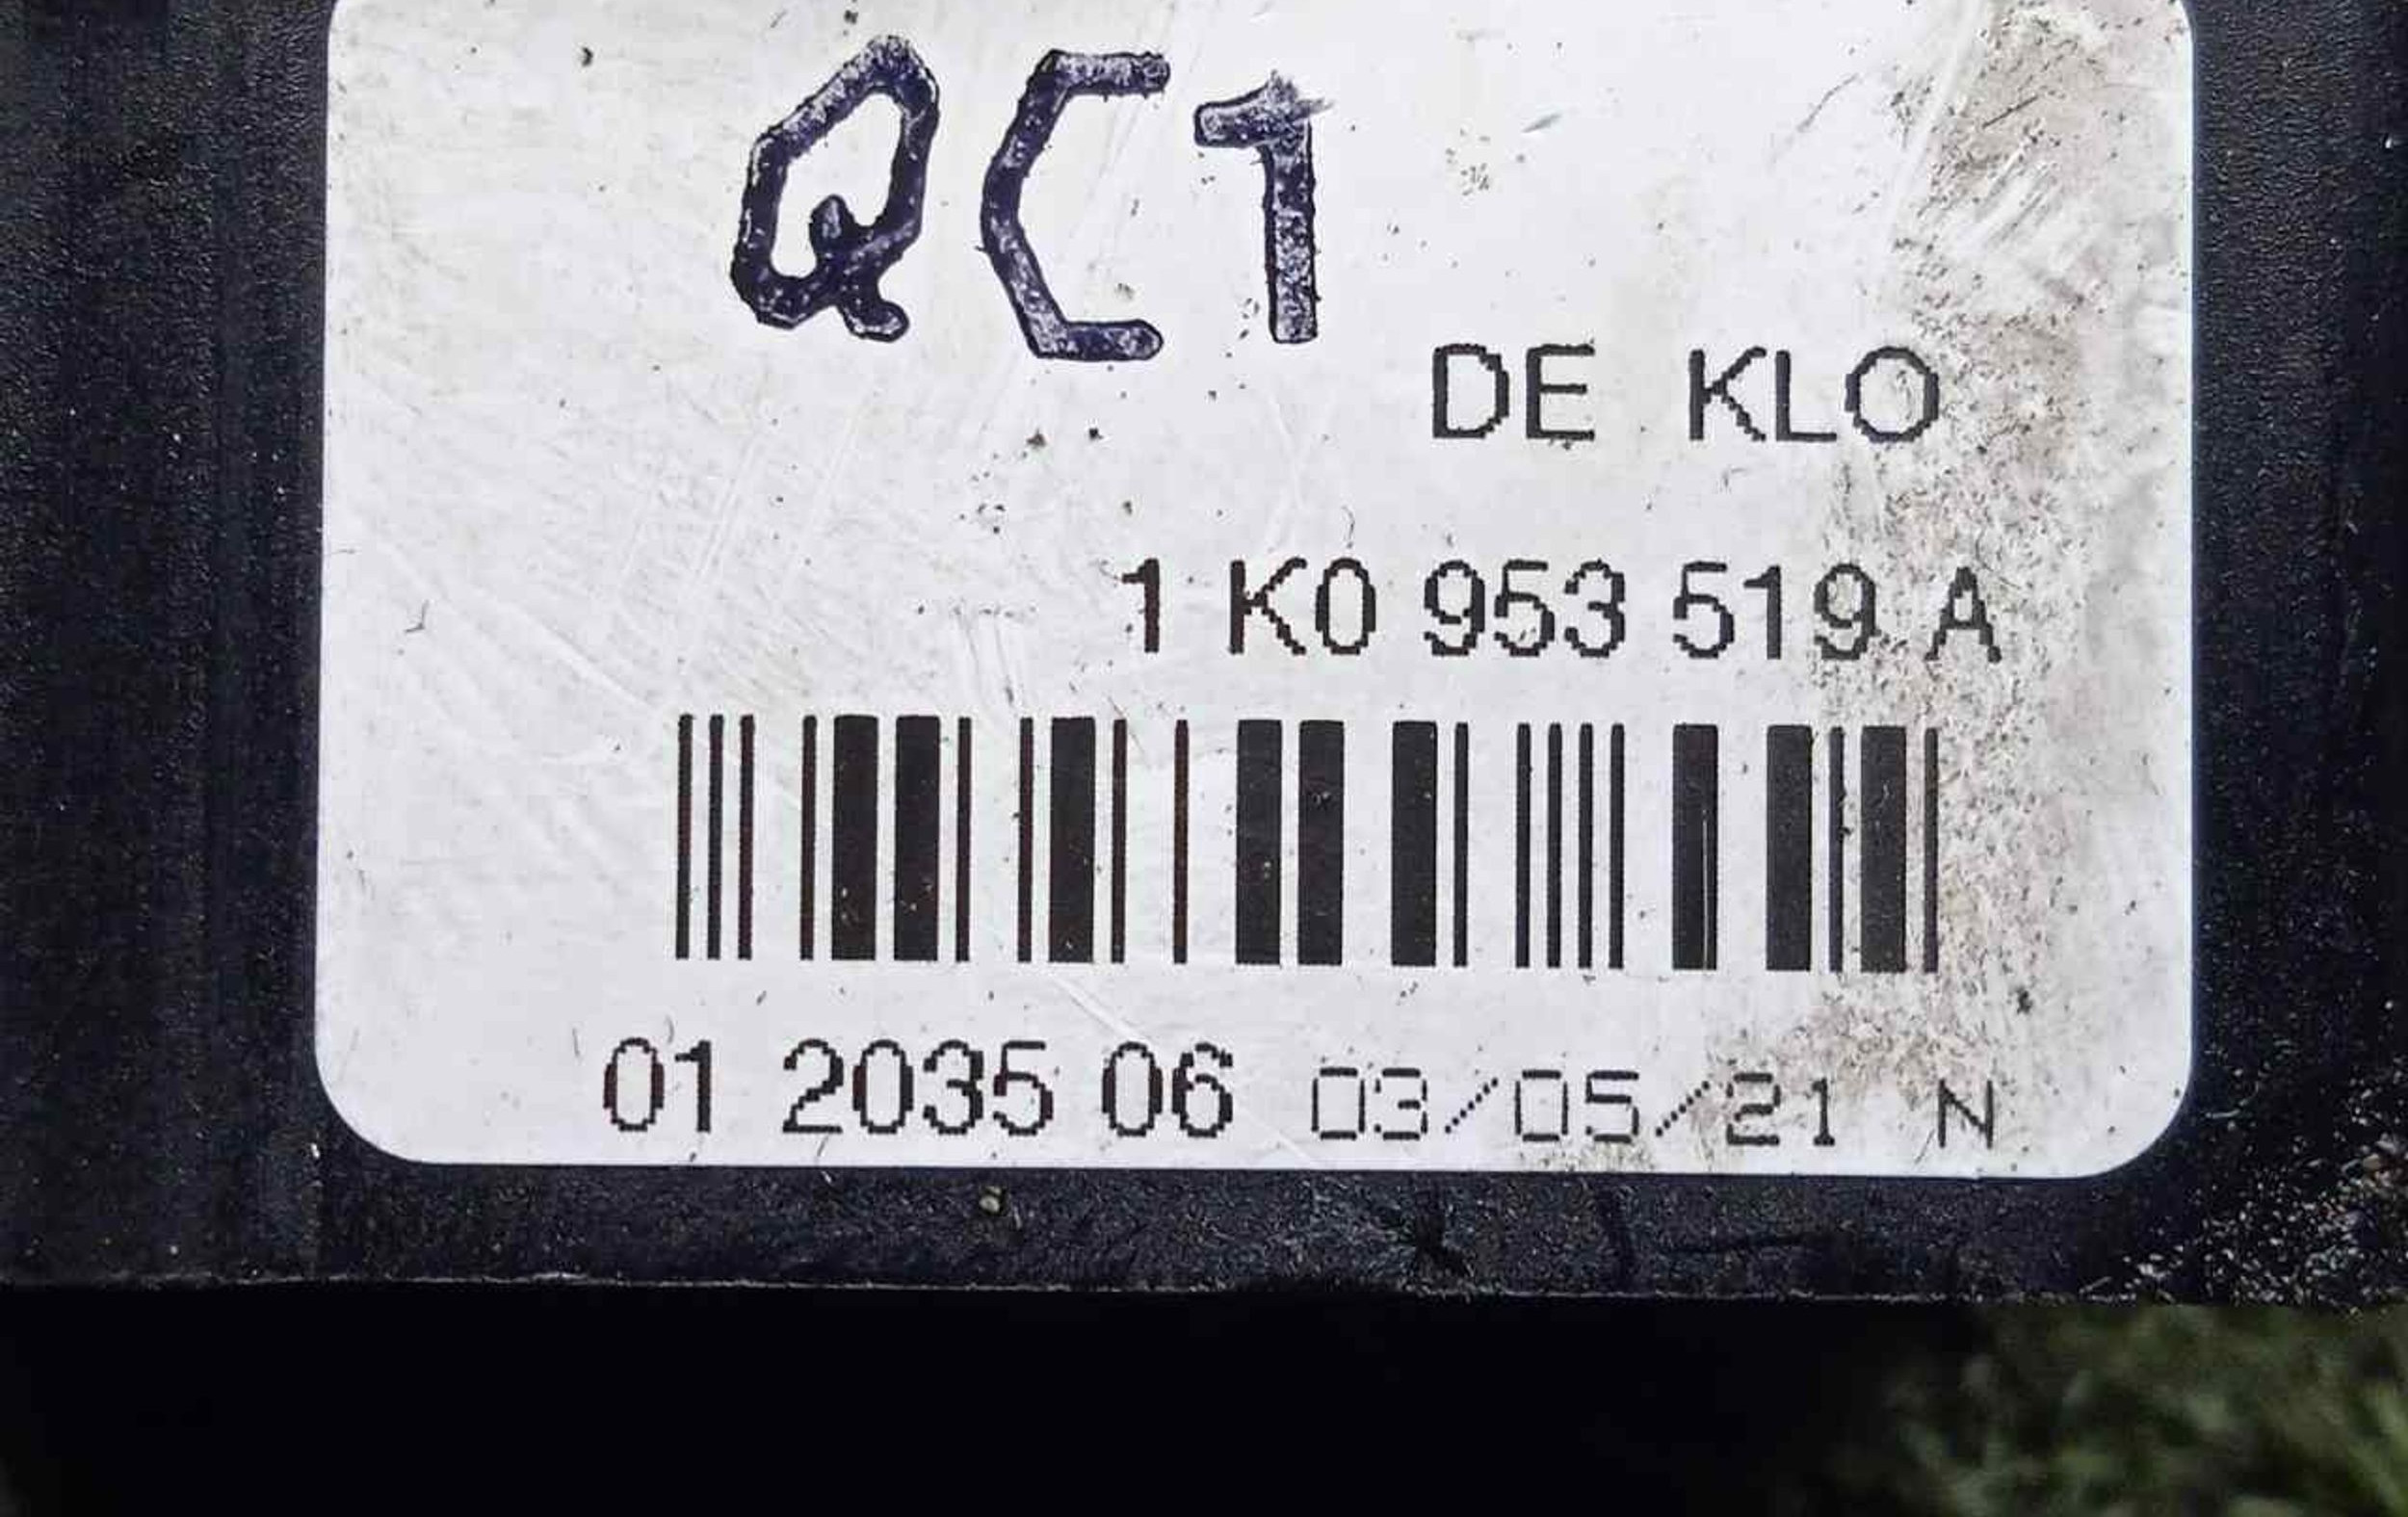 QC1
DE KLO
1 K0 953 519 A
01 2035 06 03/05/21 N